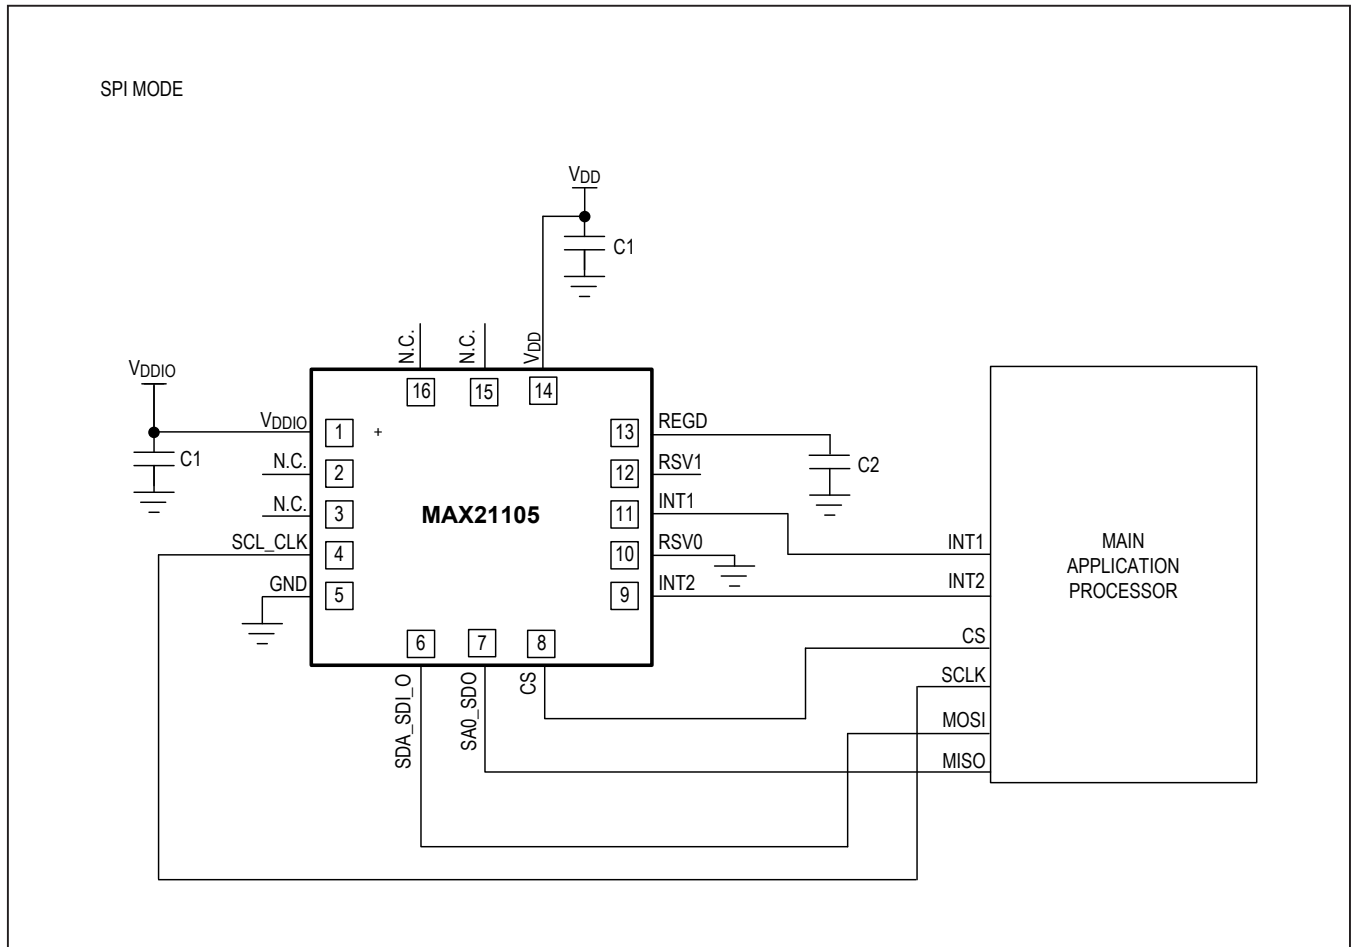 SPI MODE
VDD
C1
N.C.
N.C.
VDD
16
15
14
VDDIO
C1
VDDIO
N.C.
N.C.
SCL_CLK
GND
1
+
2
3
4
5
MAX21105
13
12
11
10
9
REGD
RSV1
INT1
RSV0
INT2
C2
6
7
8
SDA_SDI_O
SA0_SDO
CS
INT1
INT2
CS
SCLK
MOSI
MISO
MAIN
APPLICATION
PROCESSOR